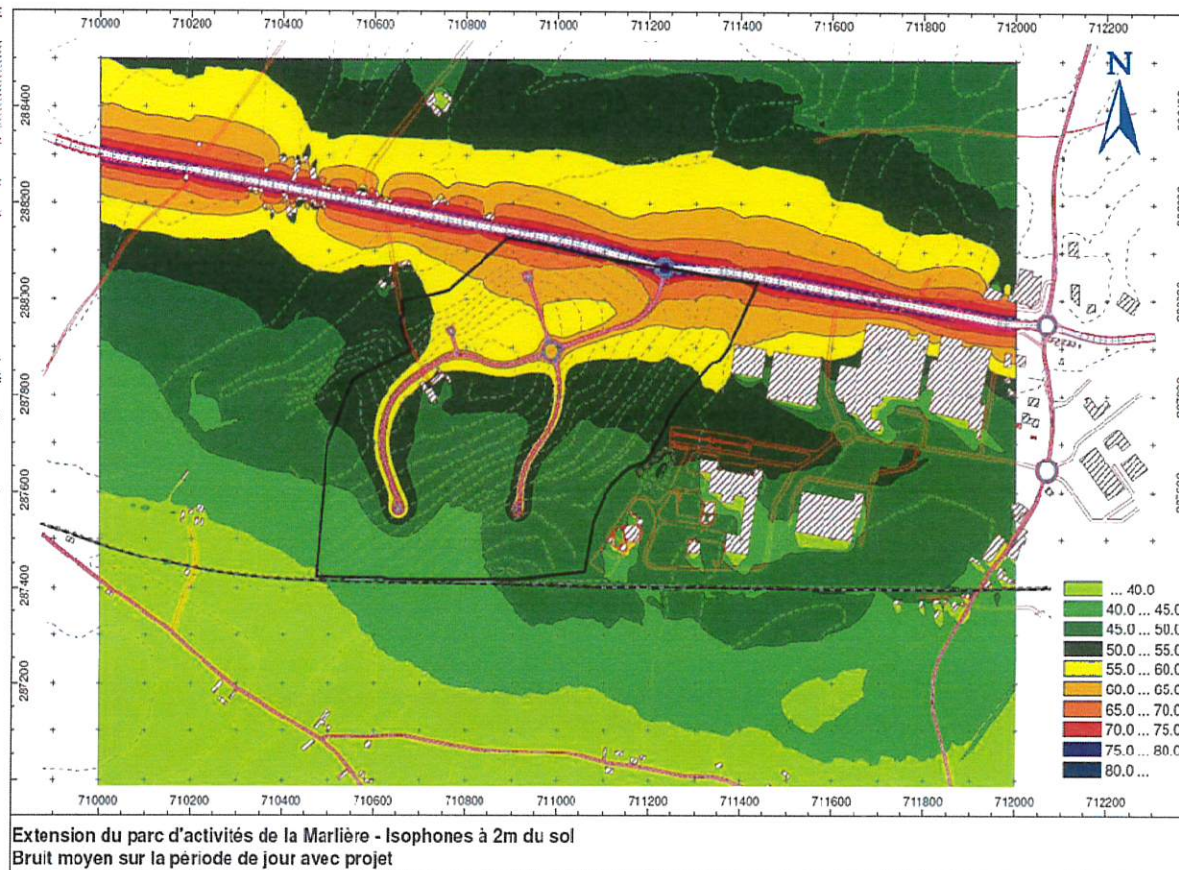 710000 710200 710400 710600 710800 711000 711200 711400 711600 711800 712000 712200
N
288400
288200
288000
287800
287600
287400
287200
... 40.0
40.0 ... 45.0
45.0 ... 50.0
50.0 ... 55.0
55.0 ... 60.0
60.0 ... 65.0
65.0 ... 70.0
70.0 ... 75.0
75.0 ... 80.0
80.0 ...
710000 710200 710400 710600 710800 711000 711200 711400 711600 711800 712000 712200
Extension du parc d'activités de la Marlière - Isophones à 2m du sol
Bruit moyen sur la période de jour avec projet